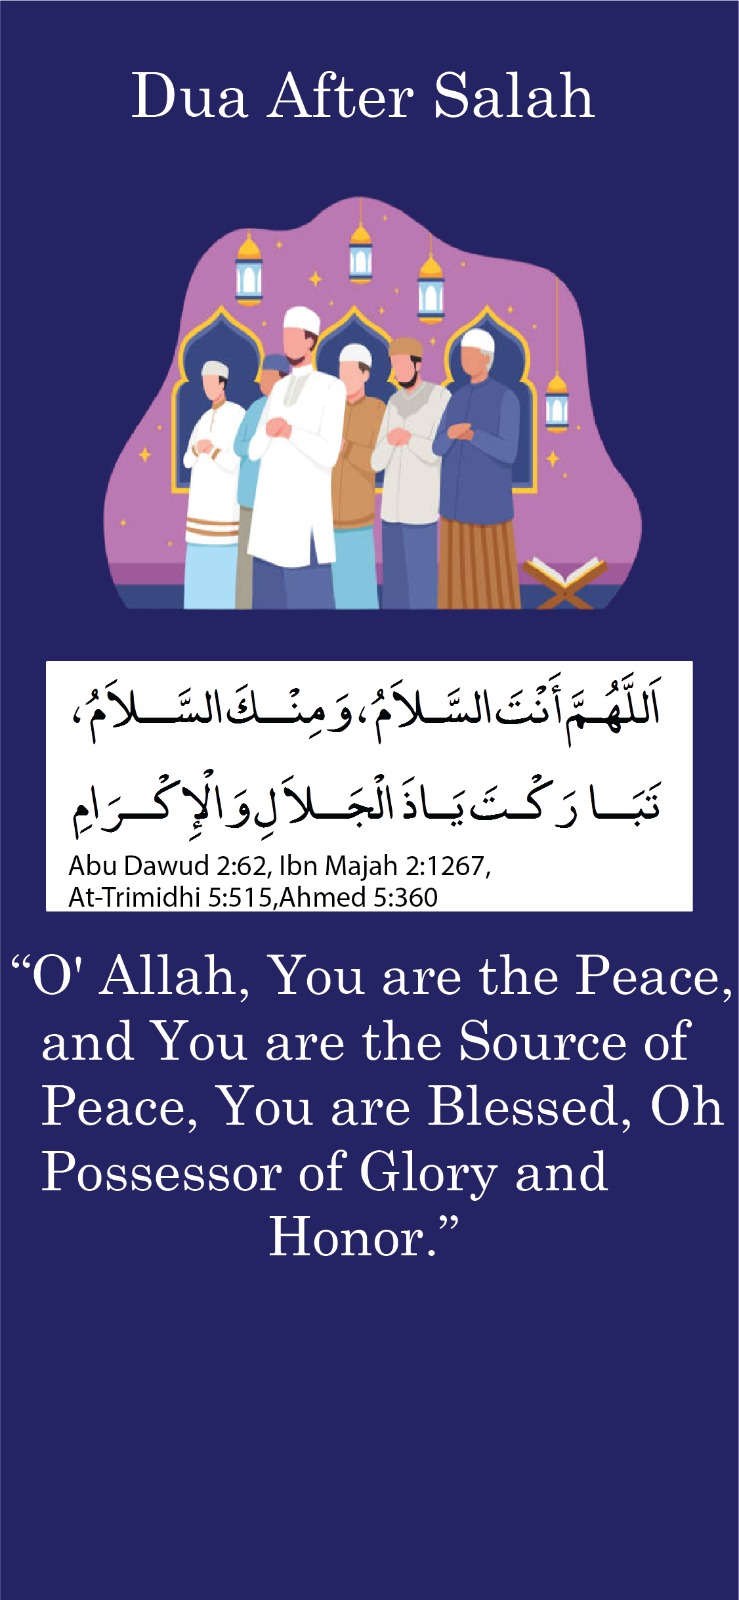 Dua After Salah
اَللَّهُمَّ أَنْتَ السَّلاَمُ، وَمِنْكَ السَّلاَمُ،
تَبَارَكْتَ يَاذَ الْجَلاَلِ وَالْإِكْرَامِ
Abu Dawud 2:62, Ibn Majah 2:1267,
At-Trimidhi 5:515,Ahmed 5:360
“O' Allah, You are the Peace,
and You are the Source of
Peace, You are Blessed, Oh
Possessor of Glory and
Honor.”